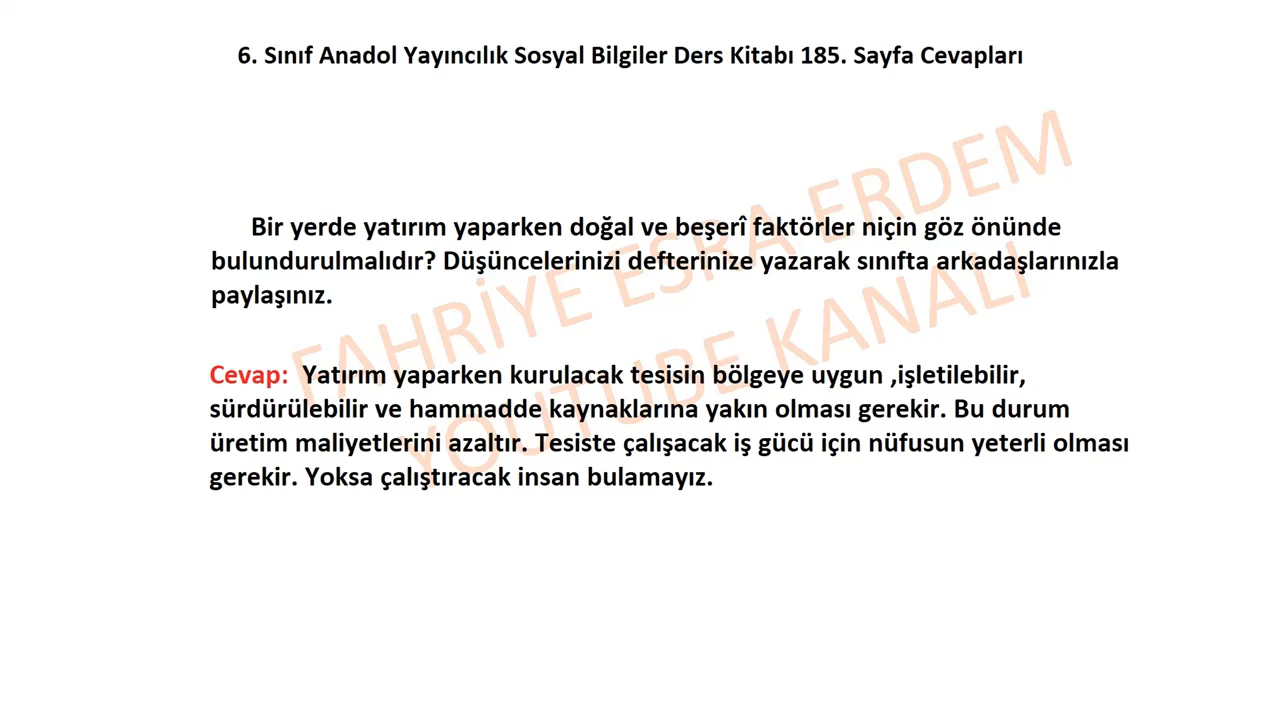 6. Sınıf Anadol Yayıncılık Sosyal Bilgiler Ders Kitabı 185. Sayfa Cevapları
Bir yerde yatırım yaparken doğal ve beşerî faktörler niçin göz önünde
bulundurulmalıdır? Düşüncelerinizi defterinize yazarak sınıfta arkadaşlarınızla
paylaşınız.
Cevap: Yatırım yaparken kurulacak tesisin bölgeye uygun ,işletilebilir,
sürdürülebilir ve hammadde kaynaklarına yakın olması gerekir. Bu durum
üretim maliyetlerini azaltır. Tesiste çalışacak iş gücü için nüfusun yeterli olması
gerekir. Yoksa çalıştıracak insan bulamayız.
FAHRİYE ESRA ERDEM
YOUTUBE KANALI